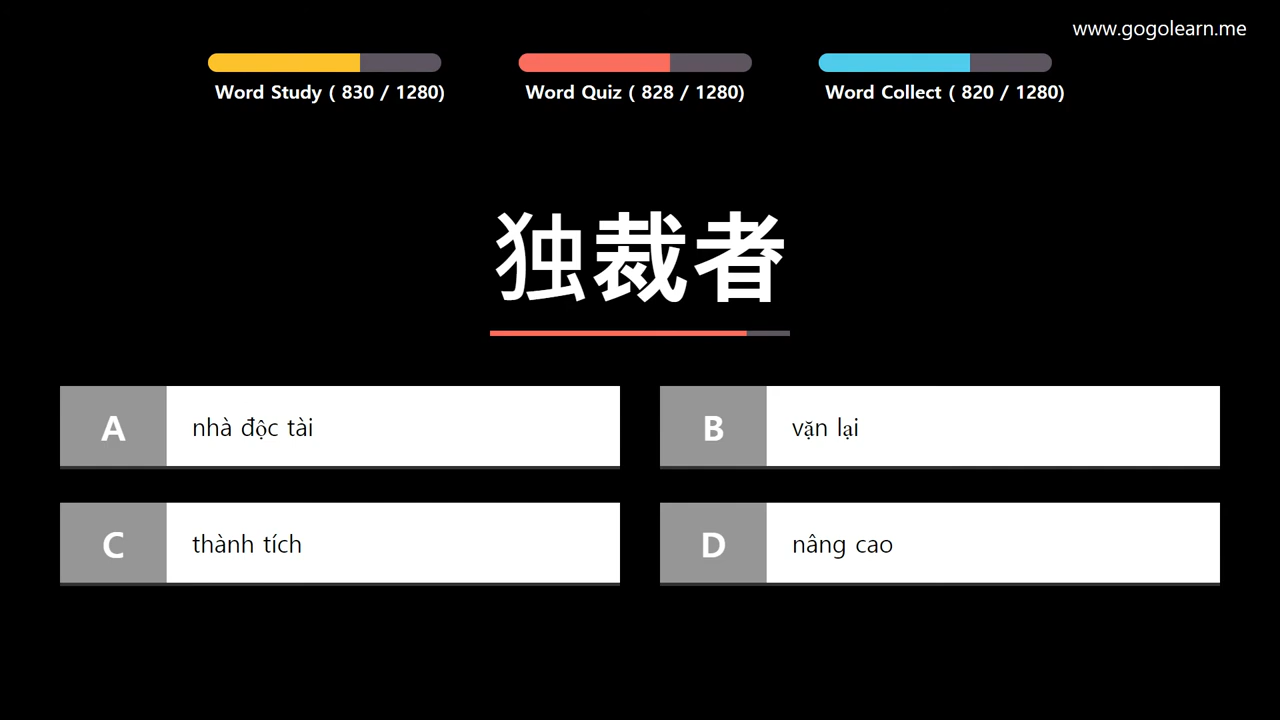 www.gogolearn.me
Word Study ( 830 / 1280)
Word Quiz ( 828 / 1280)
Word Collect ( 820 / 1280)
独裁者
A nhà độc tài
B vặn lại
C thành tích
D nâng cao